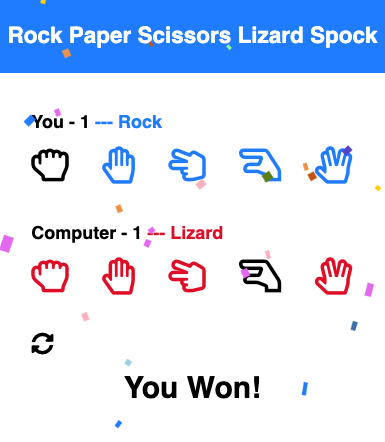 Rock Paper Scissors Lizard Spock
You - 1 --- Rock
Computer - 1 --- Lizard
You Won!